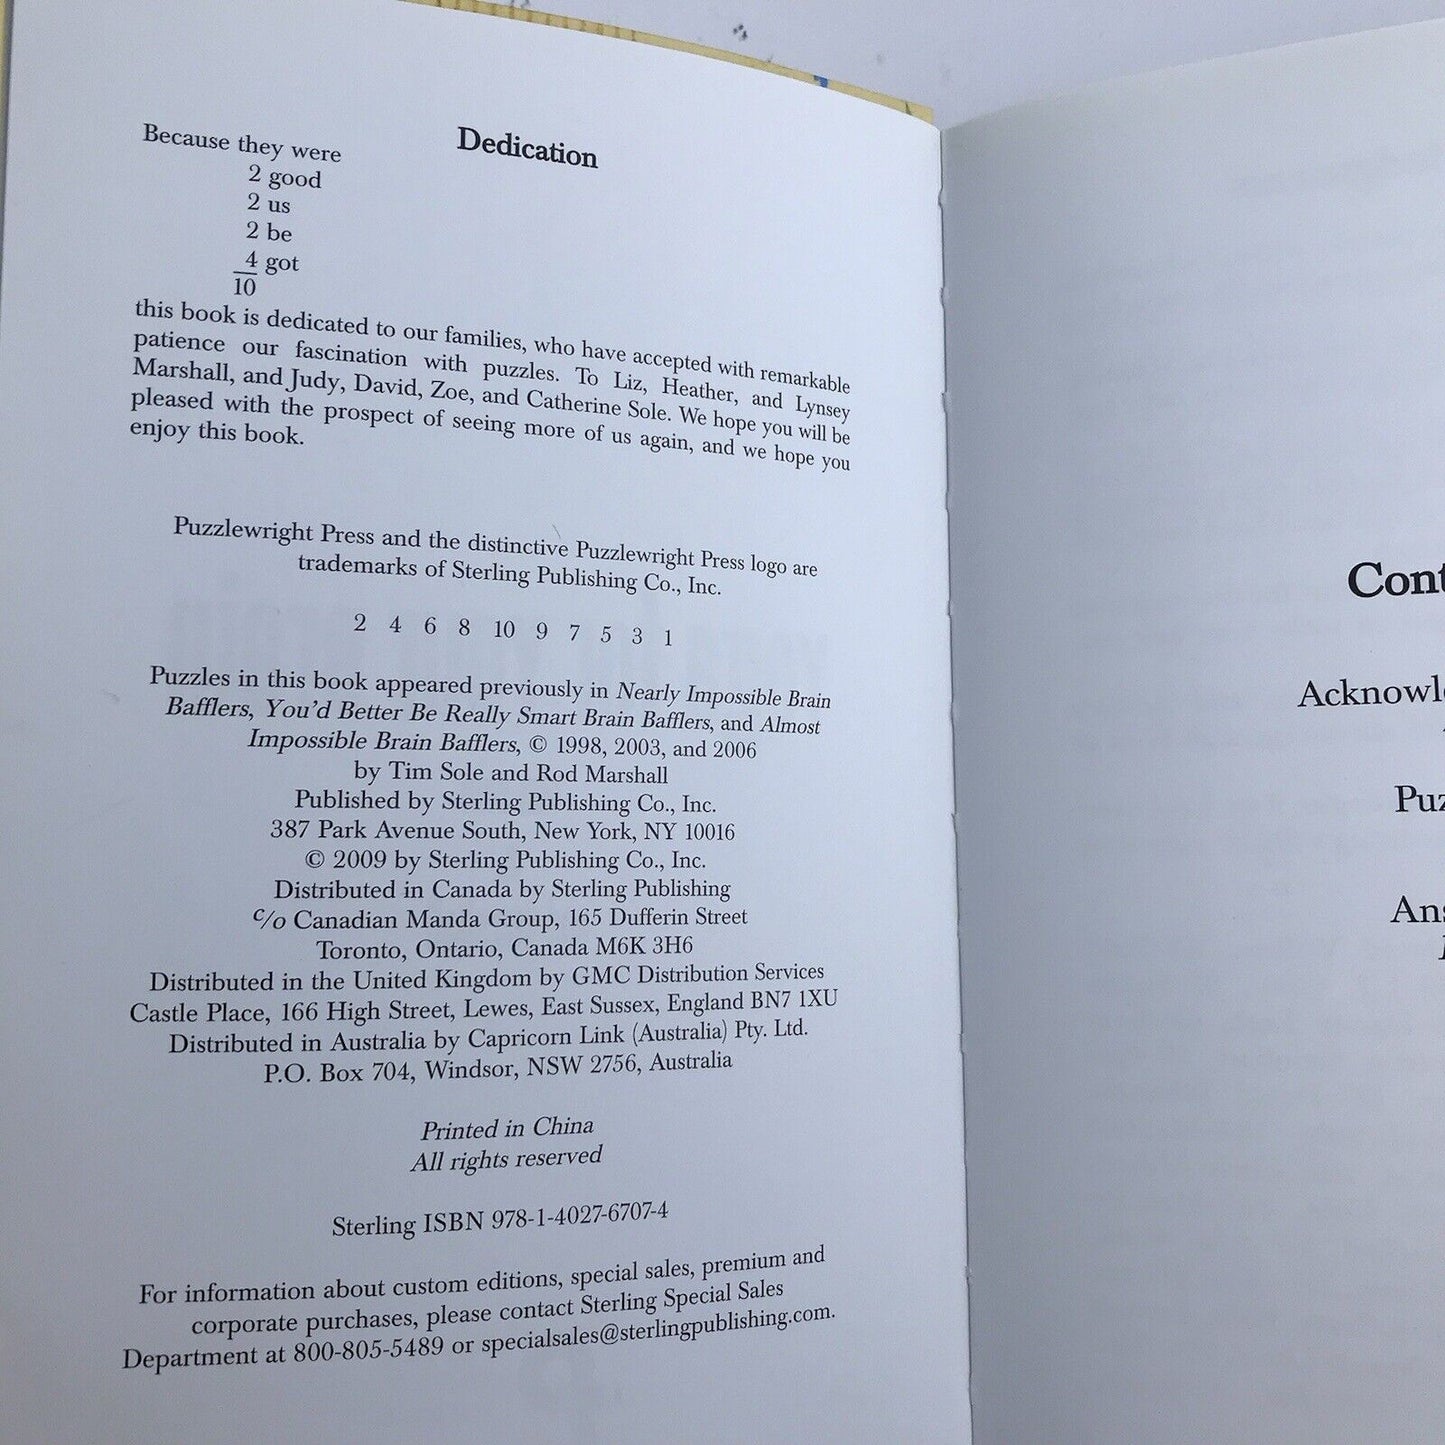 Dedication
Because they were
2 good
2 us
2 be
4 got
10
this book is dedicated to our families, who have accepted with remarkable
patience our fascination with puzzles. To Liz, Heather, and Lynsey
Marshall, and Judy, David, Zoe, and Catherine Sole. We hope you will be
pleased with the prospect of seeing more of us again, and we hope you
enjoy this book.
Puzzlewright Press and the distinctive Puzzlewright Press logo are
trademarks of Sterling Publishing Co., Inc.
2 4 6 8 10 9 7 5 3 1
Puzzles in this book appeared previously in Nearly Impossible Brain
Bafflers, You'd Better Be Really Smart Brain Bafflers, and Almost
Impossible Brain Bafflers, © 1998, 2003, and 2006
by Tim Sole and Rod Marshall
Published by Sterling Publishing Co., Inc.
387 Park Avenue South, New York, NY 10016
© 2009 by Sterling Publishing Co., Inc.
Distributed in Canada by Sterling Publishing
c/o Canadian Manda Group, 165 Dufferin Street
Toronto, Ontario, Canada M6K 3H6
Distributed in the United Kingdom by GMC Distribution Services
Castle Place, 166 High Street, Lewes, East Sussex, England BN7 1XU
Distributed in Australia by Capricorn Link (Australia) Pty. Ltd.
P.O. Box 704, Windsor, NSW 2756, Australia
Printed in China
All rights reserved
Sterling ISBN 978-1-4027-6707-4
For information about custom editions, special sales, premium and
corporate purchases, please contact Sterling Special Sales
Department at 800-805-5489 or specialsales@sterlingpublishing.com.
Cont
Acknowl
Puz
Ans